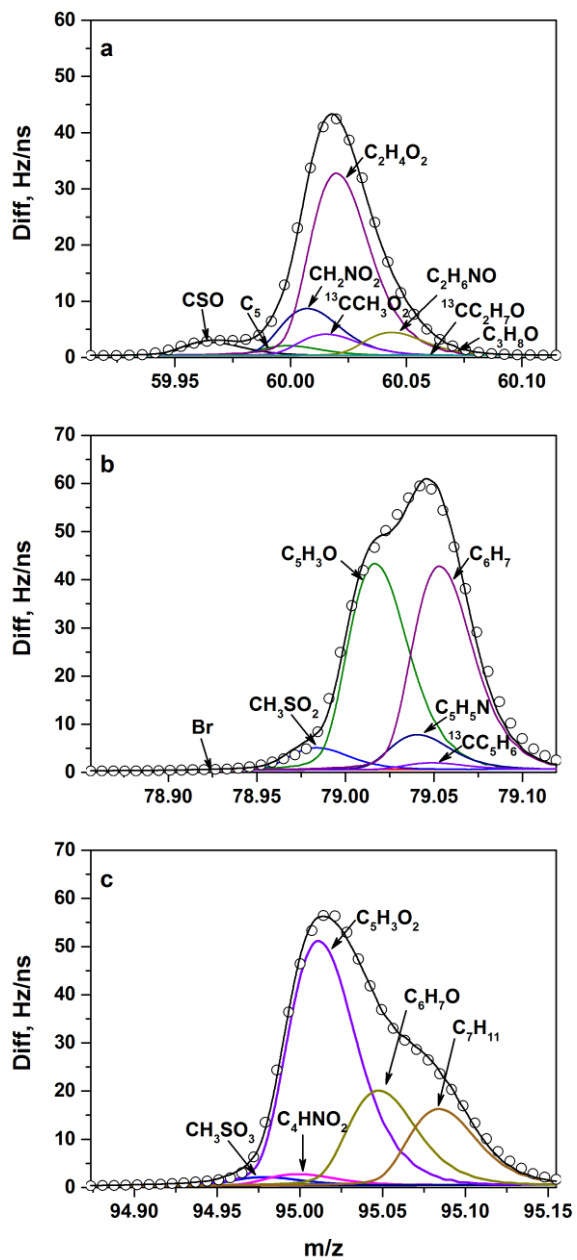 a
60
50
40
30
20
10
0
Diff, Hz/ns
CSO
C₅
CH₂NO₂
¹³CCH₃O₂
C₂H₄O₂
C₂H₆NO
¹³CC₂H₇O
C₃H₈O
59.95 60.00 60.05 60.10
b
70
60
50
40
30
20
10
0
Diff, Hz/ns
Br
CH₃SO₂
C₅H₃O
C₆H₇
C₅H₅N
¹³CC₅H₆
78.90 78.95 79.00 79.05 79.10
c
70
60
50
40
30
20
10
0
Diff, Hz/ns
CH₃SO₃
C₄HNO₂
C₅H₃O₂
C₆H₇O
C₇H₁₁
94.90 94.95 95.00 95.05 95.10 95.15
m/z